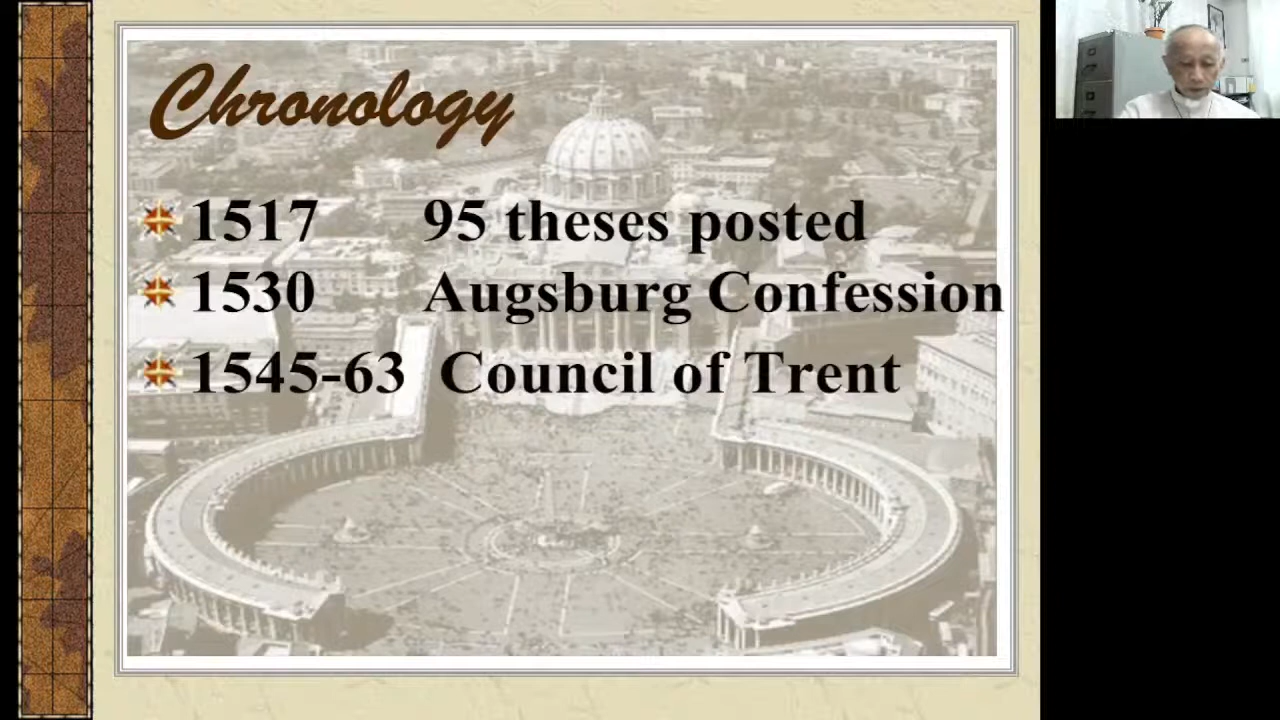 Chronology
1517 95 theses posted
1530 Augsburg Confession
1545-63 Council of Trent